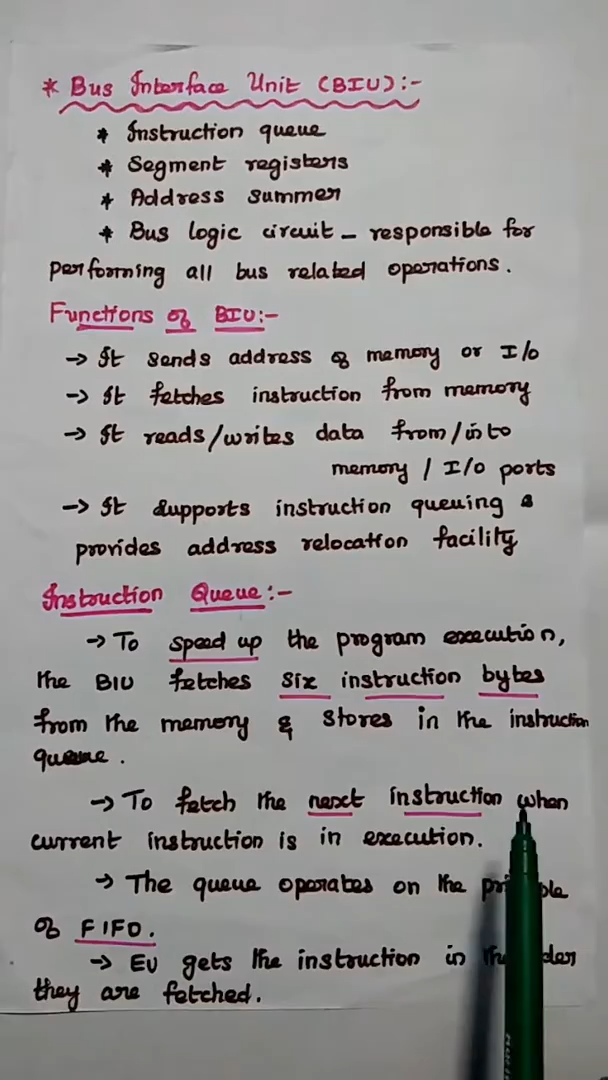 * Bus Interface Unit (BIU):-
* Instruction queue
* Segment registers
* Address summer
* Bus logic circuit - responsible for
performing all bus related operations.
Functions of BIU:-
→ It sends address of memory or I/O
→ It fetches instruction from memory
→ It reads/writes data from/into
memory / I/O ports
→ It supports instruction queuing &
provides address relocation facility
Instruction Queue:-
→ To speed up the program execution,
the BIU fetches six instruction bytes
from the memory & stores in the instruction
queue.
→ To fetch the next instruction when
current instruction is in execution.
→ The queue operates on the
of FIFO.
→ EU gets the instruction in
they are fetched.